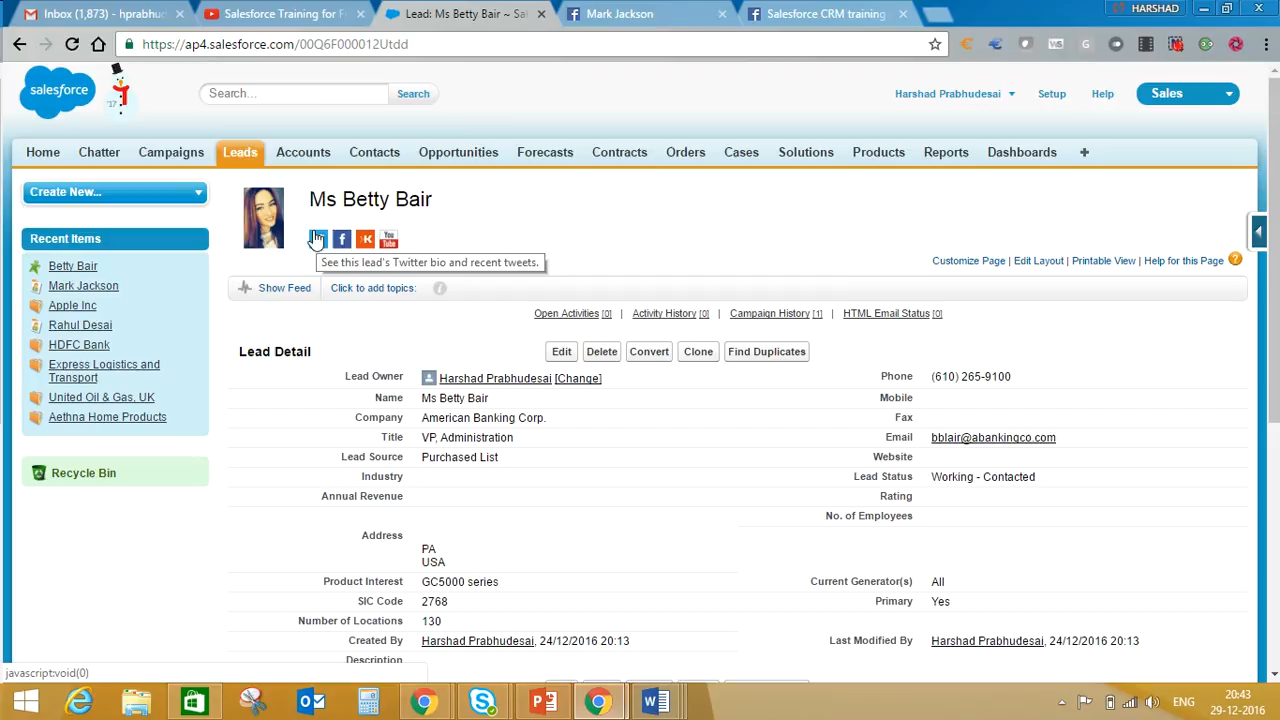 Inbox (1,873) - hprabhud
Salesforce Training for F
Lead: Ms Betty Bair ~ Sa
Mark Jackson
Salesforce CRM training
HARSHAD
https://ap4.salesforce.com/00Q6F000012Utdd
salesforce
'17
Search...
Search
Harshad Prabhudesai
Setup
Help
Sales
Home
Chatter
Campaigns
Leads
Accounts
Contacts
Opportunities
Forecasts
Contracts
Orders
Cases
Solutions
Products
Reports
Dashboards
+
Create New...
Recent Items
Betty Bair
Mark Jackson
Apple Inc
Rahul Desai
HDFC Bank
Express Logistics and
Transport
United Oil & Gas, UK
Aethna Home Products
Recycle Bin
Ms Betty Bair
You
Tube
See this lead's Twitter bio and recent tweets.
Customize Page | Edit Layout | Printable View | Help for this Page ?
Show Feed
Click to add topics:
Open Activities [0] | Activity History [0] | Campaign History [1] | HTML Email Status [0]
Lead Detail
Edit
Delete
Convert
Clone
Find Duplicates
Lead Owner Harshad Prabhudesai [Change]
Phone (610) 265-9100
Name Ms Betty Bair
Mobile
Company American Banking Corp.
Fax
Title VP, Administration
Email bblair@abankingco.com
Lead Source Purchased List
Website
Industry
Lead Status Working - Contacted
Annual Revenue
Rating
No. of Employees
Address
PA
USA
Product Interest GC5000 series
Current Generator(s) All
SIC Code 2768
Primary Yes
Number of Locations 130
Created By Harshad Prabhudesai, 24/12/2016 20:13
Last Modified By Harshad Prabhudesai, 24/12/2016 20:13
Description
javascript:void(0)
ENG
20:43
29-12-2016